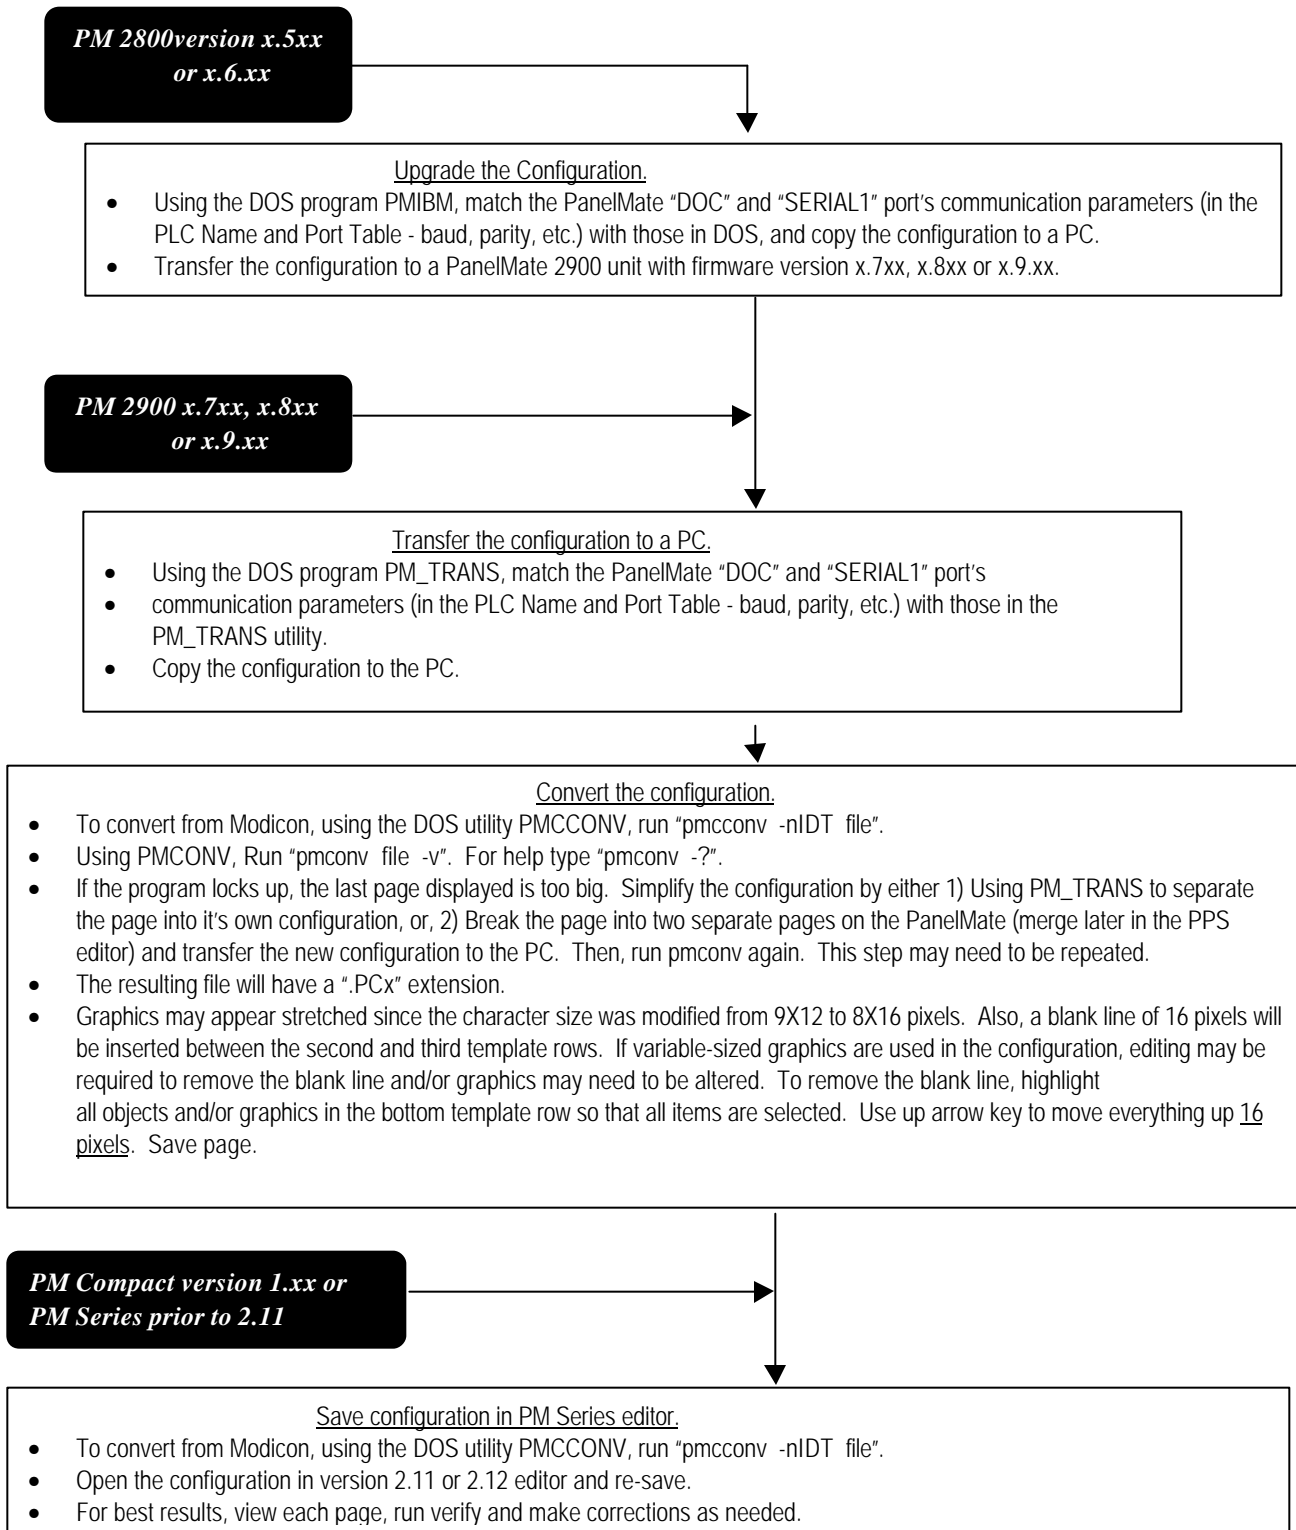 PM 2800version x.5xx
or x.6.xx
Upgrade the Configuration.
• Using the DOS program PMIBM, match the PanelMate “DOC” and “SERIAL1” port’s communication parameters (in the
PLC Name and Port Table - baud, parity, etc.) with those in DOS, and copy the configuration to a PC.
• Transfer the configuration to a PanelMate 2900 unit with firmware version x.7xx, x.8xx or x.9.xx.
PM 2900 x.7xx, x.8xx
or x.9.xx
Transfer the configuration to a PC.
• Using the DOS program PM_TRANS, match the PanelMate “DOC” and “SERIAL1” port’s
• communication parameters (in the PLC Name and Port Table - baud, parity, etc.) with those in the
PM_TRANS utility.
• Copy the configuration to the PC.
Convert the configuration.
• To convert from Modicon, using the DOS utility PMCCONV, run “pmcconv -nIDT file”.
• Using PMCONV, Run “pmconv file -v”. For help type “pmconv -?”.
• If the program locks up, the last page displayed is too big. Simplify the configuration by either 1) Using PM_TRANS to separate
the page into it’s own configuration, or, 2) Break the page into two separate pages on the PanelMate (merge later in the PPS
editor) and transfer the new configuration to the PC. Then, run pmconv again. This step may need to be repeated.
• The resulting file will have a “.PCx” extension.
• Graphics may appear stretched since the character size was modified from 9X12 to 8X16 pixels. Also, a blank line of 16 pixels will
be inserted between the second and third template rows. If variable-sized graphics are used in the configuration, editing may be
required to remove the blank line and/or graphics may need to be altered. To remove the blank line, highlight
all objects and/or graphics in the bottom template row so that all items are selected. Use up arrow key to move everything up 16
pixels. Save page.
PM Compact version 1.xx or
PM Series prior to 2.11
Save configuration in PM Series editor.
• To convert from Modicon, using the DOS utility PMCCONV, run “pmcconv -nIDT file”.
• Open the configuration in version 2.11 or 2.12 editor and re-save.
• For best results, view each page, run verify and make corrections as needed.